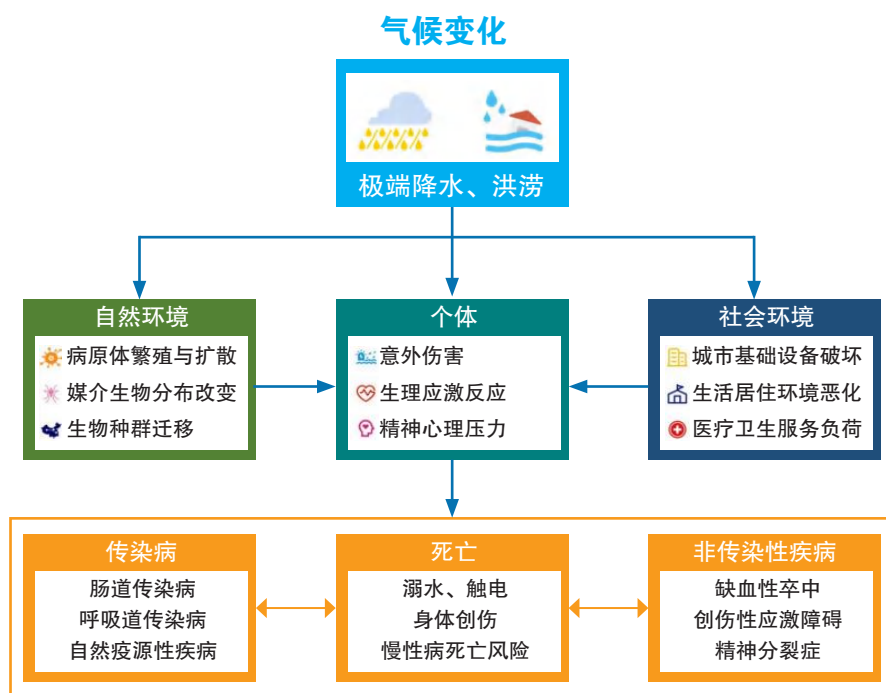 气候变化
极端降水、洪涝
自然环境
病原体繁殖与扩散
媒介生物分布改变
生物种群迁移
个体
意外伤害
生理应激反应
精神心理压力
社会环境
城市基础设备破坏
生活居住环境恶化
医疗卫生服务负荷
传染病
肠道传染病
呼吸道传染病
自然疫源性疾病
死亡
溺水、触电
身体创伤
慢性病死亡风险
非传染性疾病
缺血性卒中
创伤性应激障碍
精神分裂症